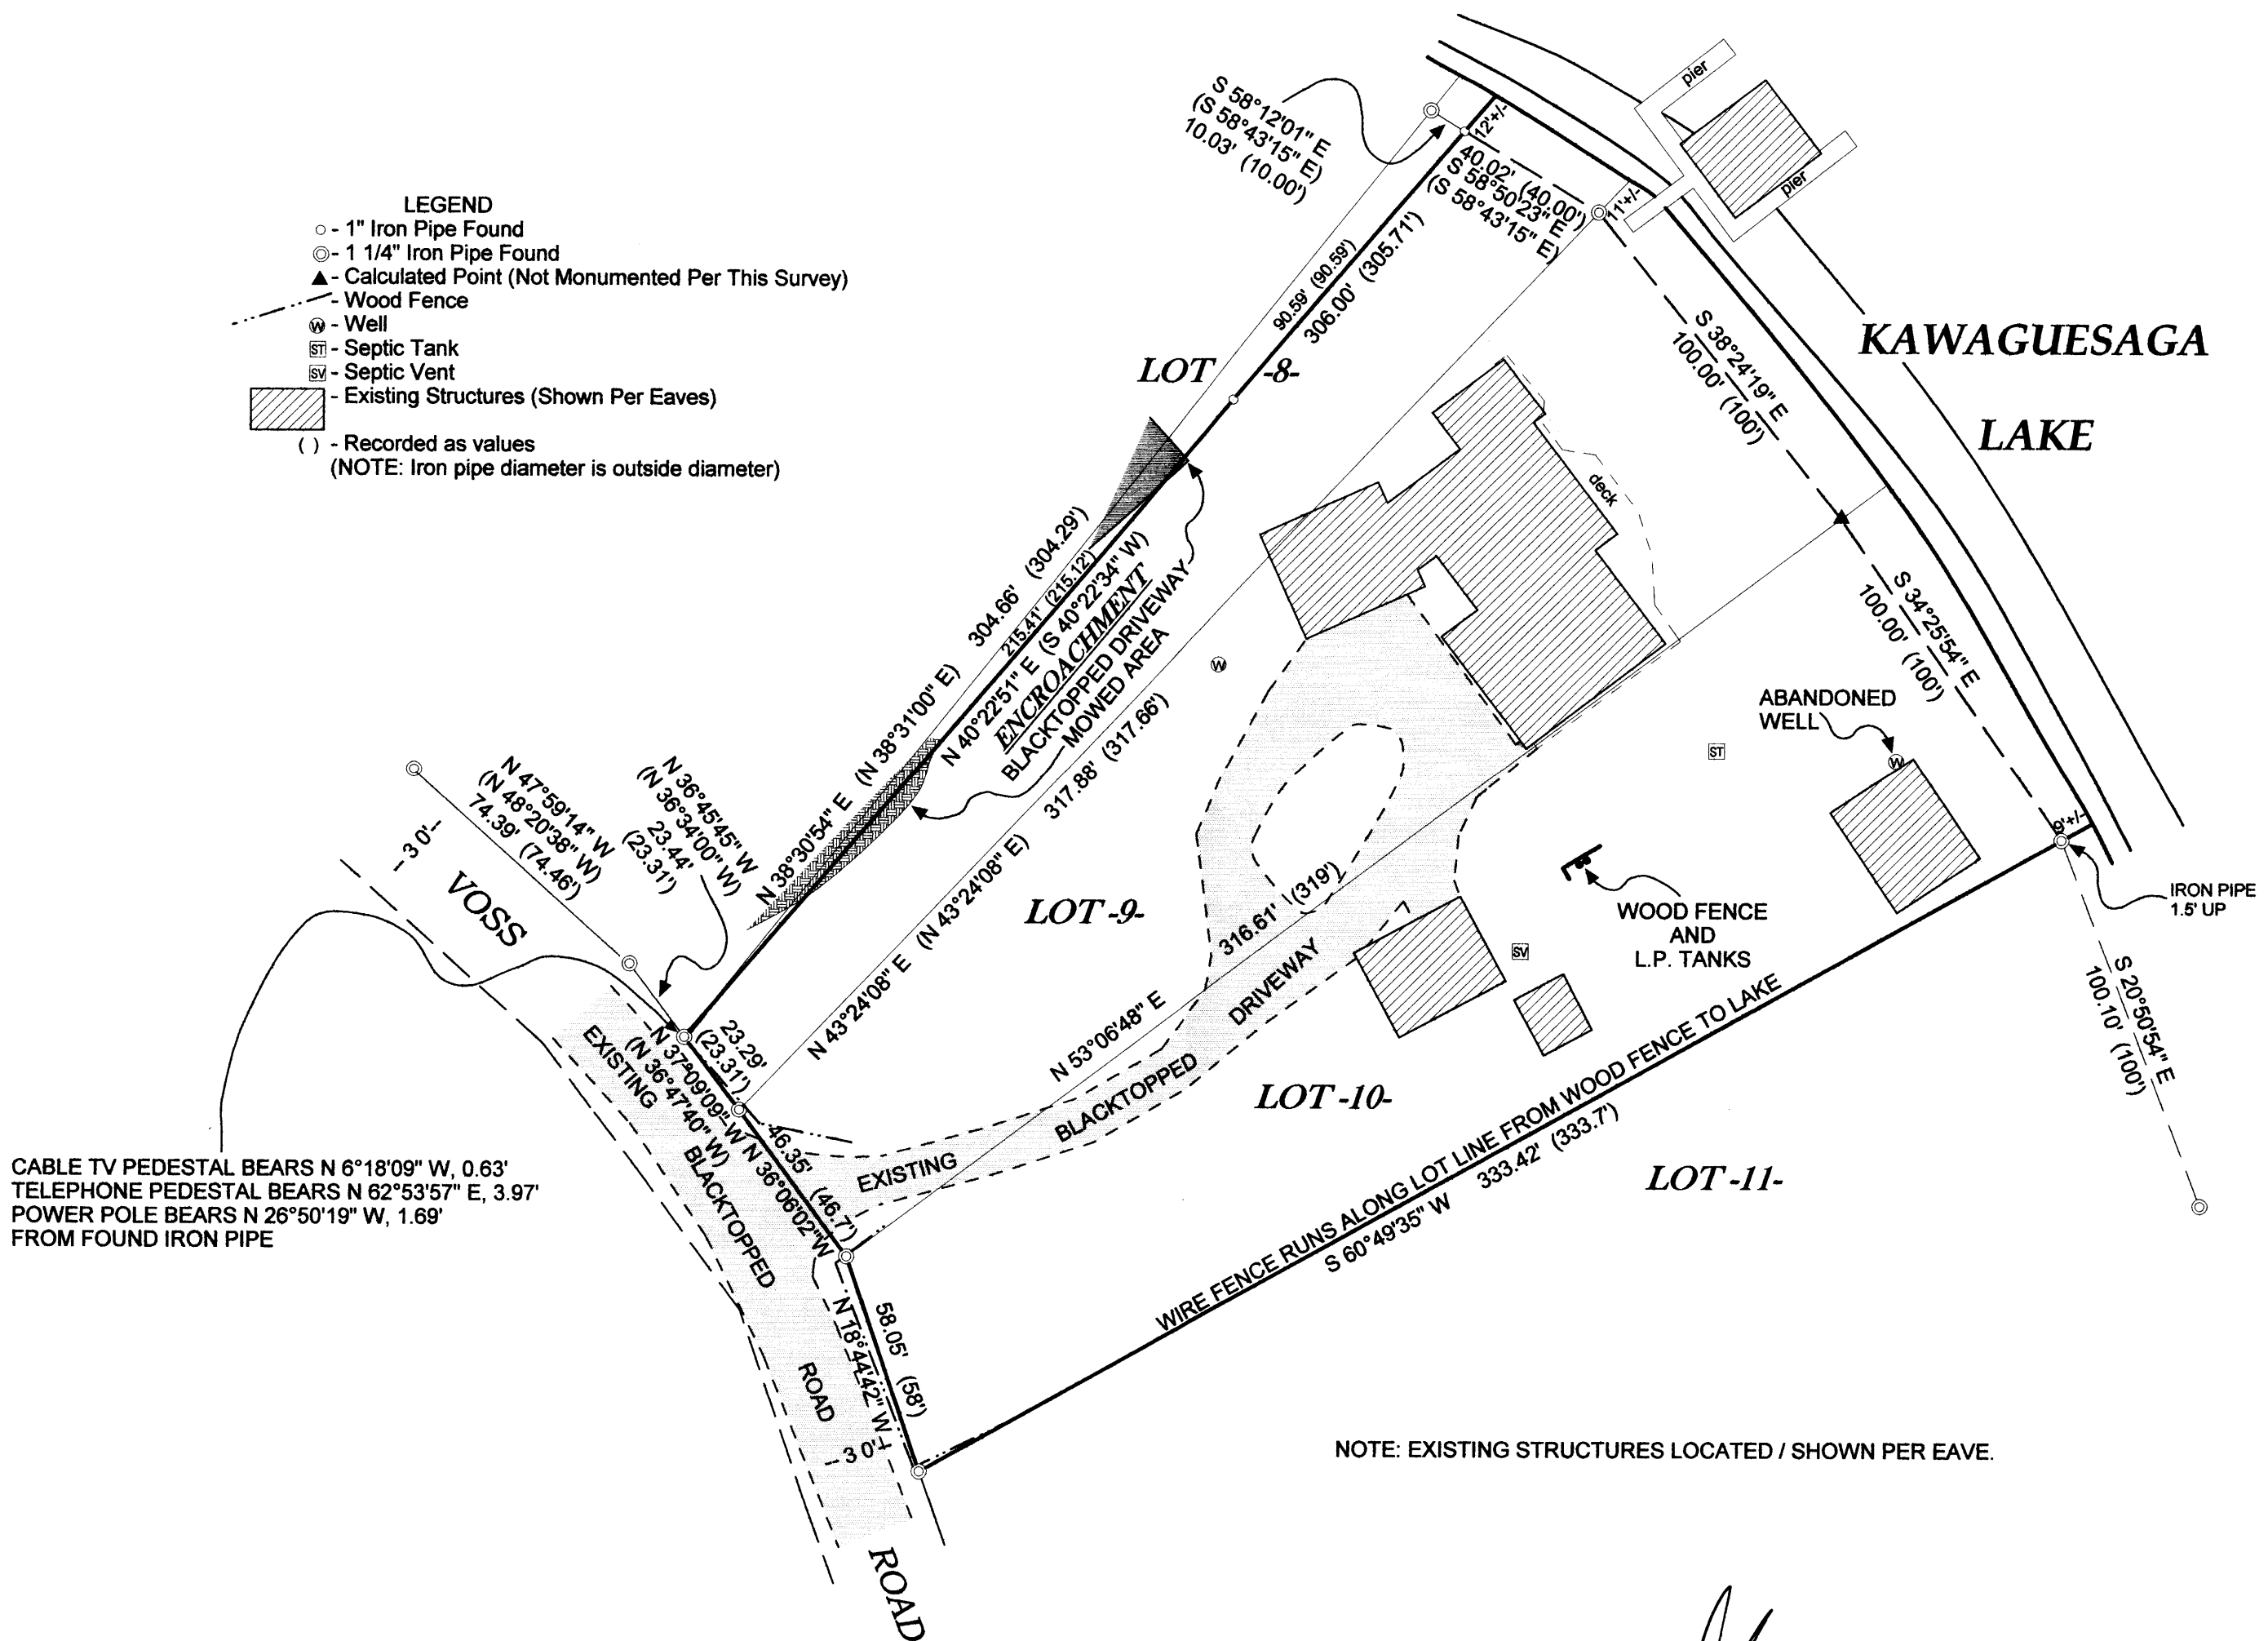 LEGEND
○ - 1" Iron Pipe Found
◎ - 1 1/4" Iron Pipe Found
▲ - Calculated Point (Not Monumented Per This Survey)
- Wood Fence
W - Well
ST - Septic Tank
SV - Septic Vent
- Existing Structures (Shown Per Eaves)
( ) - Recorded as values
(NOTE: Iron pipe diameter is outside diameter)
S 58°12'01" E
(S 58°43'15" E)
10.03' (10.00')
12'+/-
40.02' (40.00')
S 58°50'23" E
(S 58°43'15" E)
11'+/-
pier
pier
KAWAGUESAGA
LAKE
90.59' (90.59')
306.00' (305.71')
LOT -8-
S 38°24'19" E
100.00' (100')
deck
S 34°25'54" E
100.00' (100')
N 38°30'54" E (N 38°31'00" E) 304.66' (304.29')
215.41' (215.12')
N 40°22'51" E (S 40°22'34" W)
ENCROACHMENT
BLACKTOPPED DRIVEWAY
MOWED AREA
N 43°24'08" E (N 43°24'08" E) 317.88' (317.66')
W
ABANDONED
WELL
W
ST
9'+/-
IRON PIPE
1.5' UP
N 47°59'14" W
(N 48°20'38" W)
74.39' (74.46')
N 36°45'45" W
(N 36°34'00" W)
23.44'
(23.31')
- 3 0'-
VOSS
LOT -9-
N 53°06'48" E 316.61' (319')
WOOD FENCE
AND
L.P. TANKS
SV
S 20°50'54" E
100.10' (100')
23.29'
(23.31')
N 37°09'09" W
(N 36°47'40" W)
46.35' (46.7')
N 36°06'02" W
EXISTING
BLACKTOPPED
ROAD
EXISTING
BLACKTOPPED
DRIVEWAY
LOT -10-
WIRE FENCE RUNS ALONG LOT LINE FROM WOOD FENCE TO LAKE
S 60°49'35" W 333.42' (333.7')
LOT -11-
CABLE TV PEDESTAL BEARS N 6°18'09" W, 0.63'
TELEPHONE PEDESTAL BEARS N 62°53'57" E, 3.97'
POWER POLE BEARS N 26°50'19" W, 1.69'
FROM FOUND IRON PIPE
58.05' (58')
N 18°44'42" W
- 3 0'-
NOTE: EXISTING STRUCTURES LOCATED / SHOWN PER EAVE.
ROAD